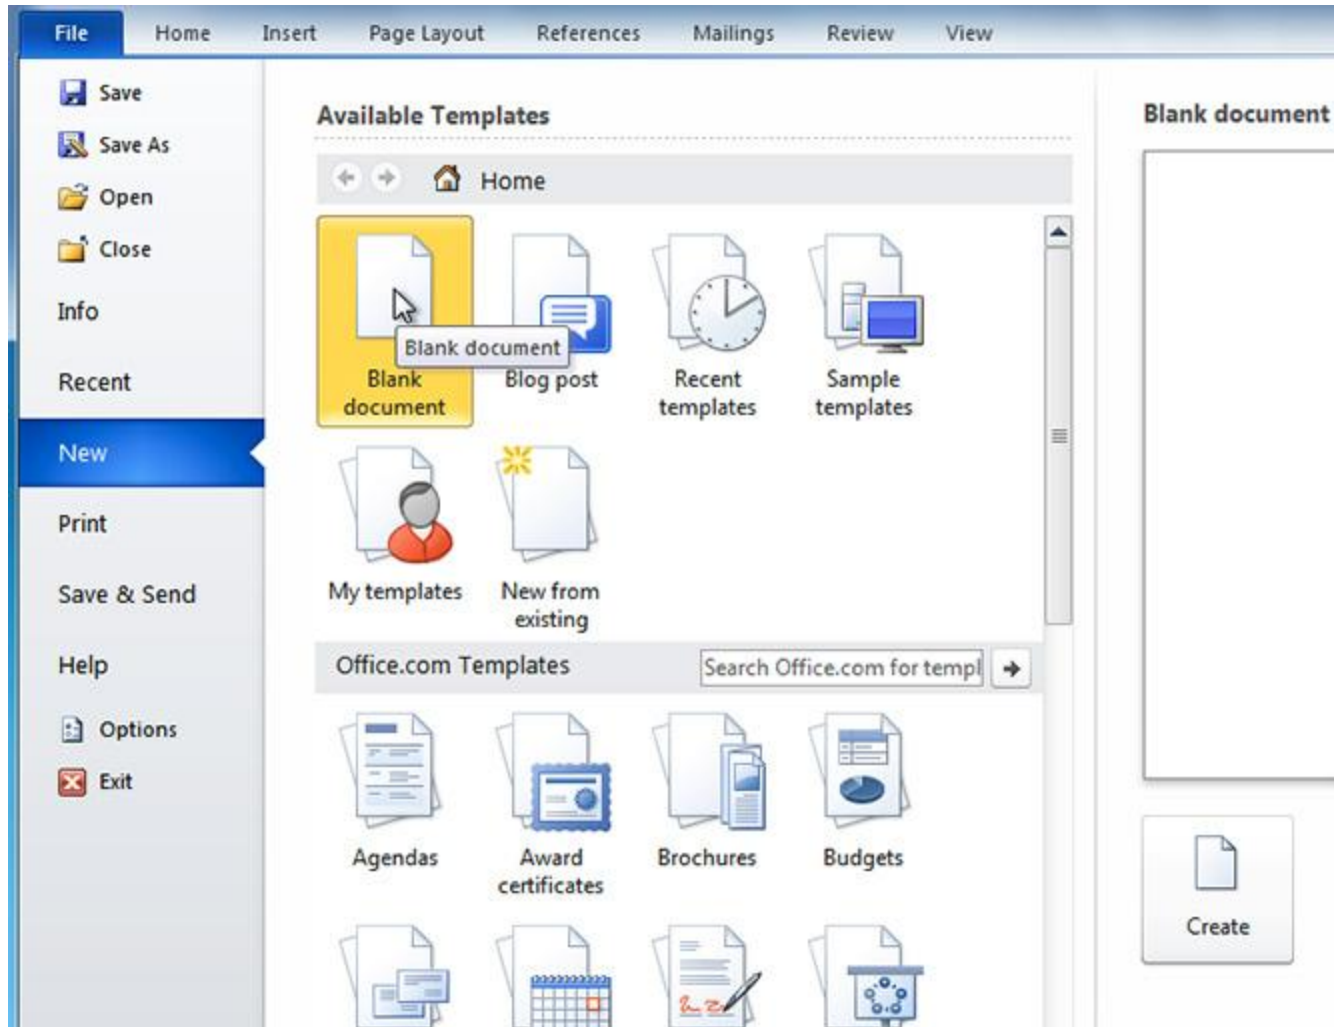 File Home Insert Page Layout References Mailings Review View
Save
Save As
Open
Close
Info
Recent
New
Print
Save & Send
Help
Options
Exit
Available Templates
Home
Blank document
Blank
document
Blog post
Recent
templates
Sample
templates
My templates
New from
existing
Office.com Templates
Search Office.com for templ
Agendas
Award
certificates
Brochures
Budgets
Blank document
Create